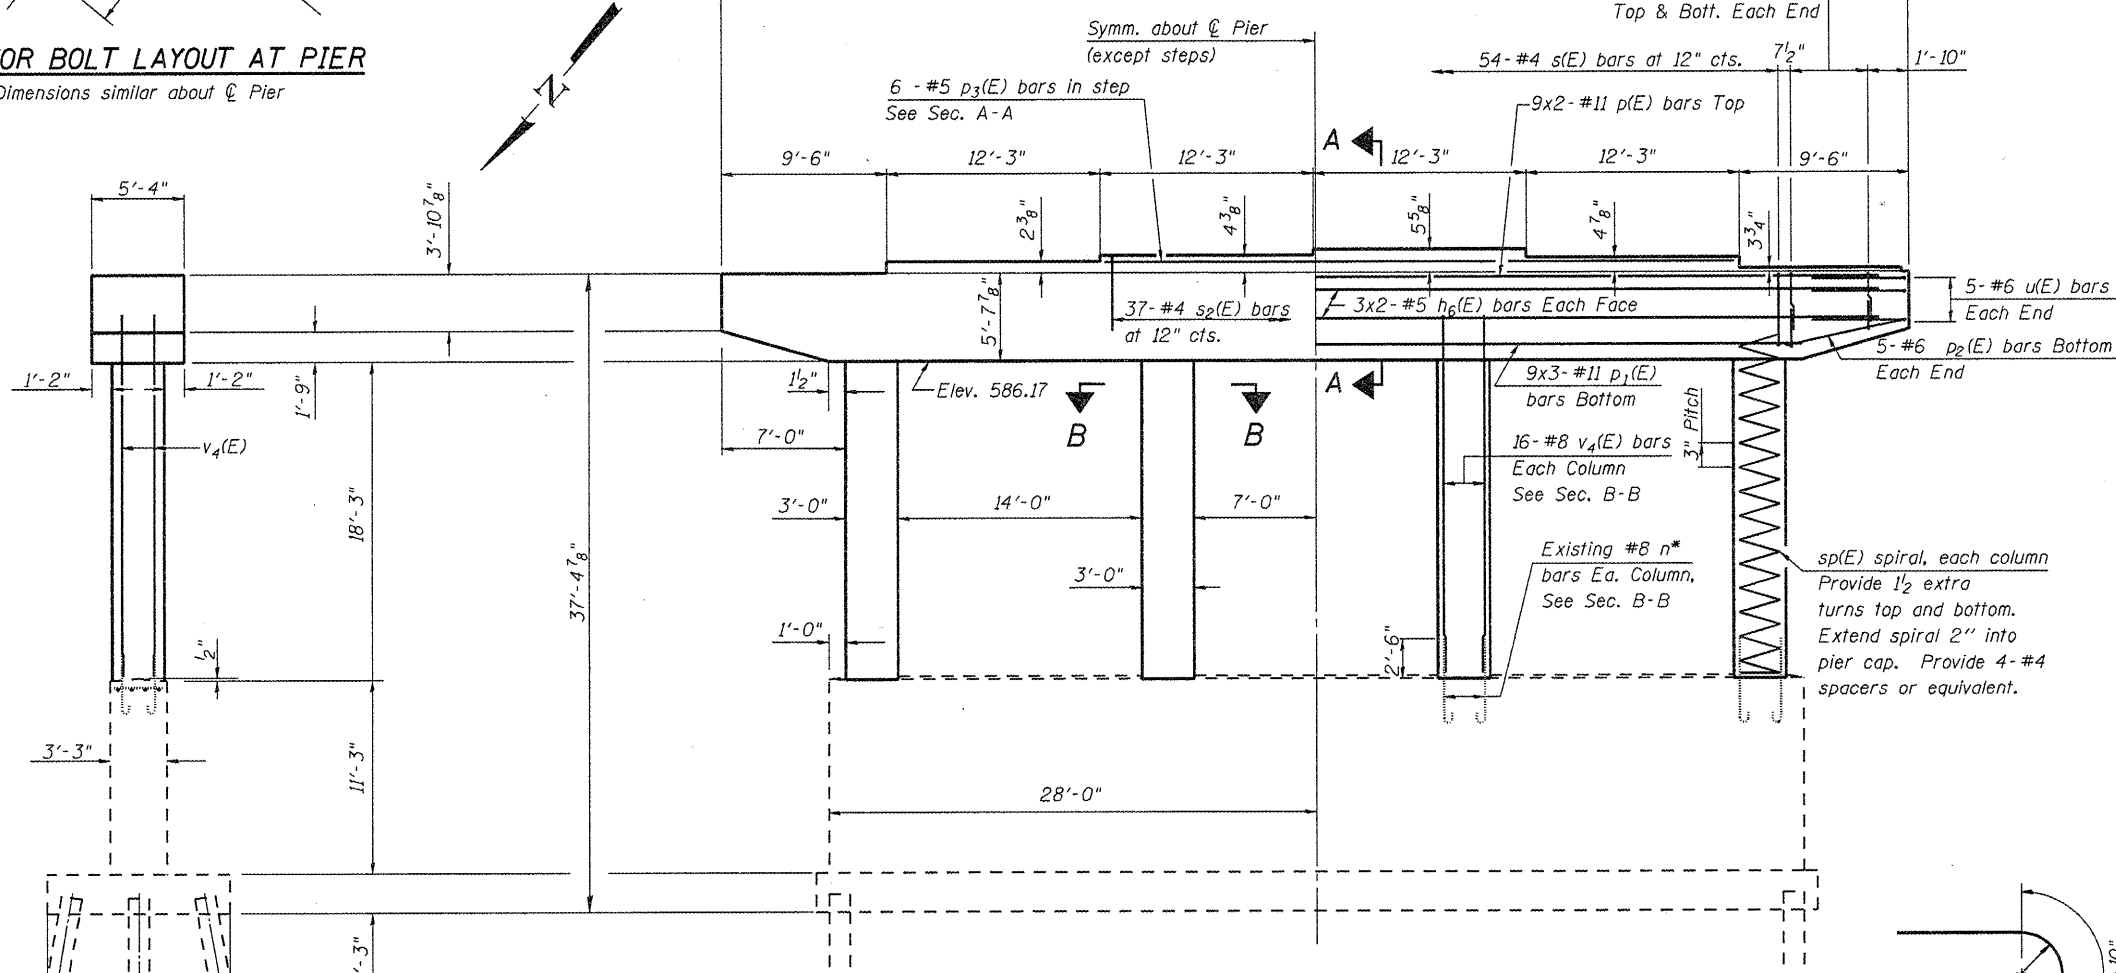 Top & Bott. Each End
Symm. about ℄ Pier
(except steps)
OR BOLT LAYOUT AT PIER
Dimensions similar about ℄ Pier
N
54-#4 s(E) bars at 12" cts.
7½"
1'-10"
6 - #5 p3(E) bars in step
See Sec. A-A
9x2-#11 p(E) bars Top
A
9'-6"
12'-3"
12'-3"
12'-3"
12'-3"
9'-6"
5'-4"
3'-10⅞"
2⅜"
4⅜"
5⅝"
4⅞"
3¾"
5'-7⅞"
37-#4 s2(E) bars
at 12" cts.
3x2-#5 h6(E) bars Each Face
5-#6 u(E) bars
Each End
5-#6 p2(E) bars Bottom
Each End
1'-2"
1'-2"
1'-9"
1½"
Elev. 586.17
A
9x3-#11 p1(E)
bars Bottom
B
B
7'-0"
v4(E)
16-#8 v4(E) bars
Each Column
See Sec. B-B
3" Pitch
18'-3"
3'-0"
14'-0"
7'-0"
37'-4⅞"
3'-0"
Existing #8 n*
bars Ea. Column,
See Sec. B-B
sp(E) spiral, each column
Provide 1½ extra
turns top and bottom.
Extend spiral 2" into
pier cap. Provide 4-#4
spacers or equivalent.
½"
1'-0"
2'-6"
3'-3"
11'-3"
28'-0"
'-3"